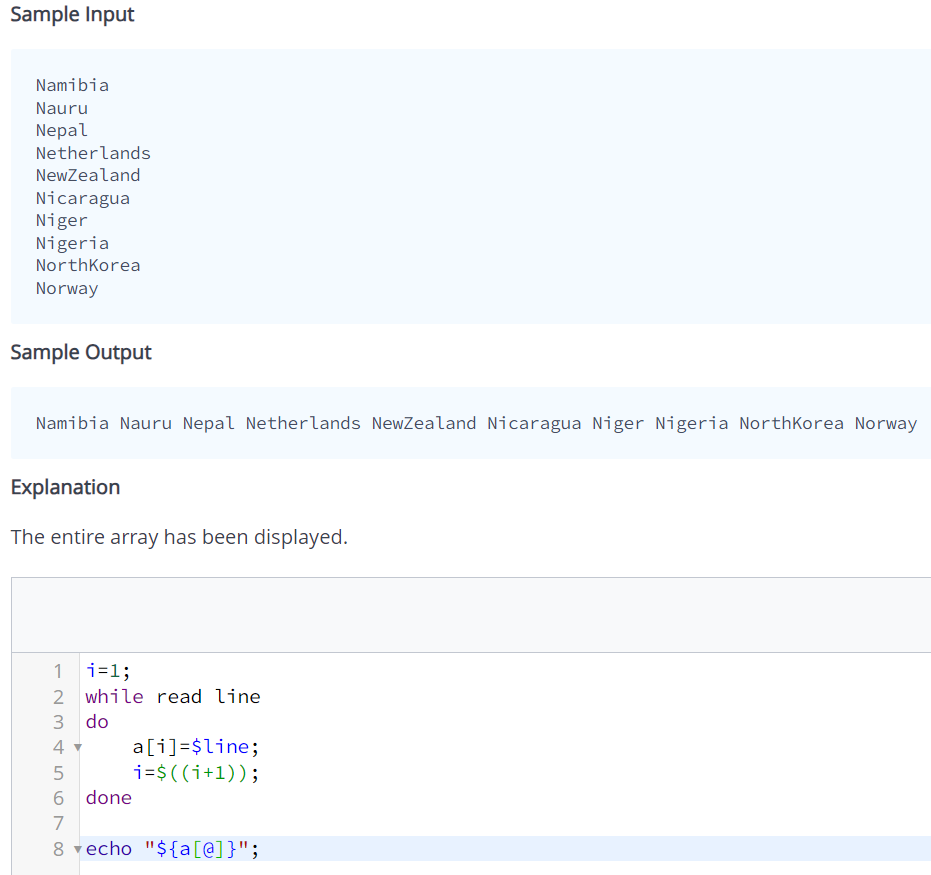 Sample Input
Namibia
Nauru
Nepal
Netherlands
NewZealand
Nicaragua
Niger
Nigeria
NorthKorea
Norway
Sample Output
Namibia Nauru Nepal Netherlands NewZealand Nicaragua Niger Nigeria NorthKorea Norway
Explanation
The entire array has been displayed.
1 i=1;
2 while read line
3 do
4     a[i]=$line;
5     i=$((i+1));
6 done
7
8 echo "${a[@]}";